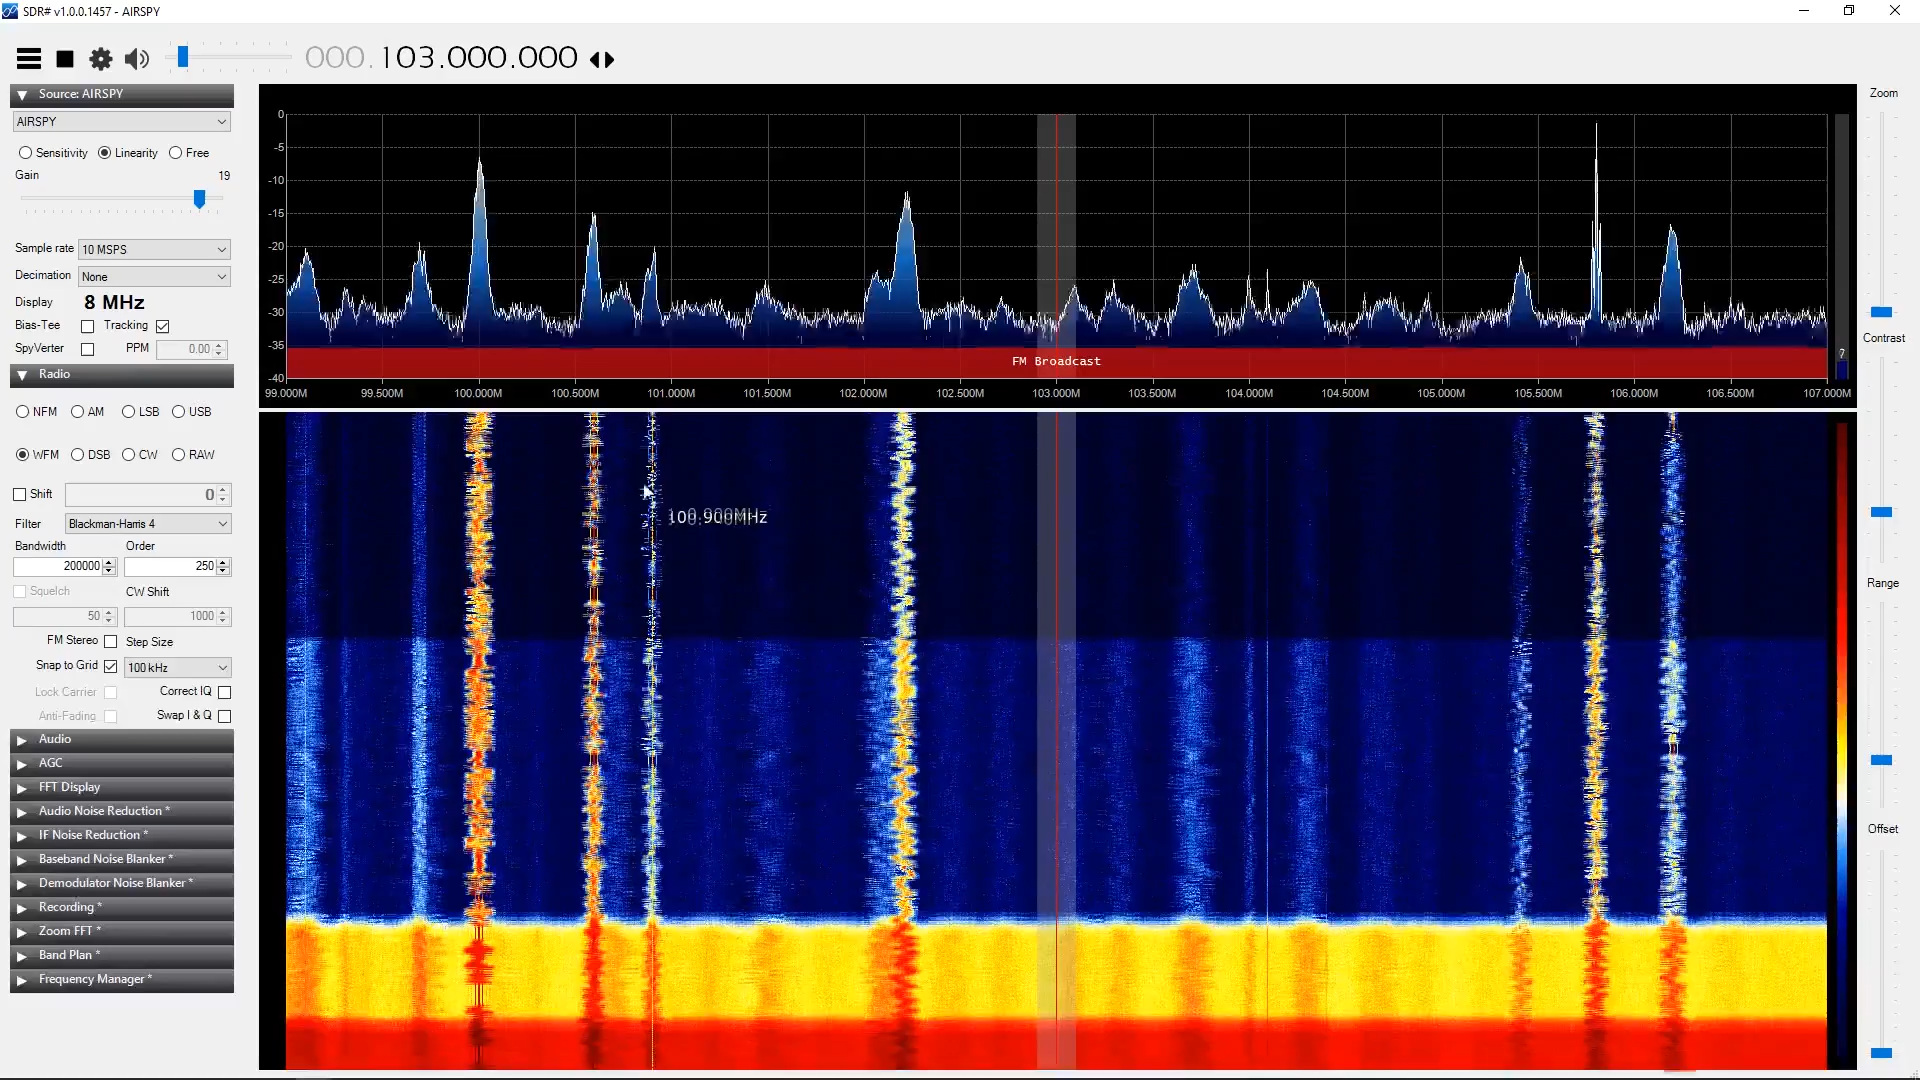 SDR# v1.0.0.1457 - AIRSPY
000.103.000.000
Source: AIRSPY
AIRSPY
Sensitivity Linearity Free
Gain 19
Sample rate 10 MSPS
Decimation None
Display 8 MHz
Bias-Tee Tracking
SpyVerter PPM 0.00
Radio
NFM AM LSB USB
WFM DSB CW RAW
Shift 0
Filter Blackman-Harris 4
Bandwidth Order
200000 250
Squelch CW Shift
50 1000
FM Stereo Step Size
Snap to Grid 100 kHz
Lock Carrier Correct IQ
Anti-Fading Swap I & Q
Audio
AGC
FFT Display
Audio Noise Reduction *
IF Noise Reduction *
Baseband Noise Blanker *
Demodulator Noise Blanker *
Recording *
Zoom FFT *
Band Plan *
Frequency Manager *
0
-5
-10
-15
-20
-25
-30
-35
-40
FM Broadcast
?
99.000M 99.500M 100.000M 100.500M 101.000M 101.500M 102.000M 102.500M 103.000M 103.500M 104.000M 104.500M 105.000M 105.500M 106.000M 106.500M 107.000M
100.900MHz
Zoom
Contrast
Range
Offset